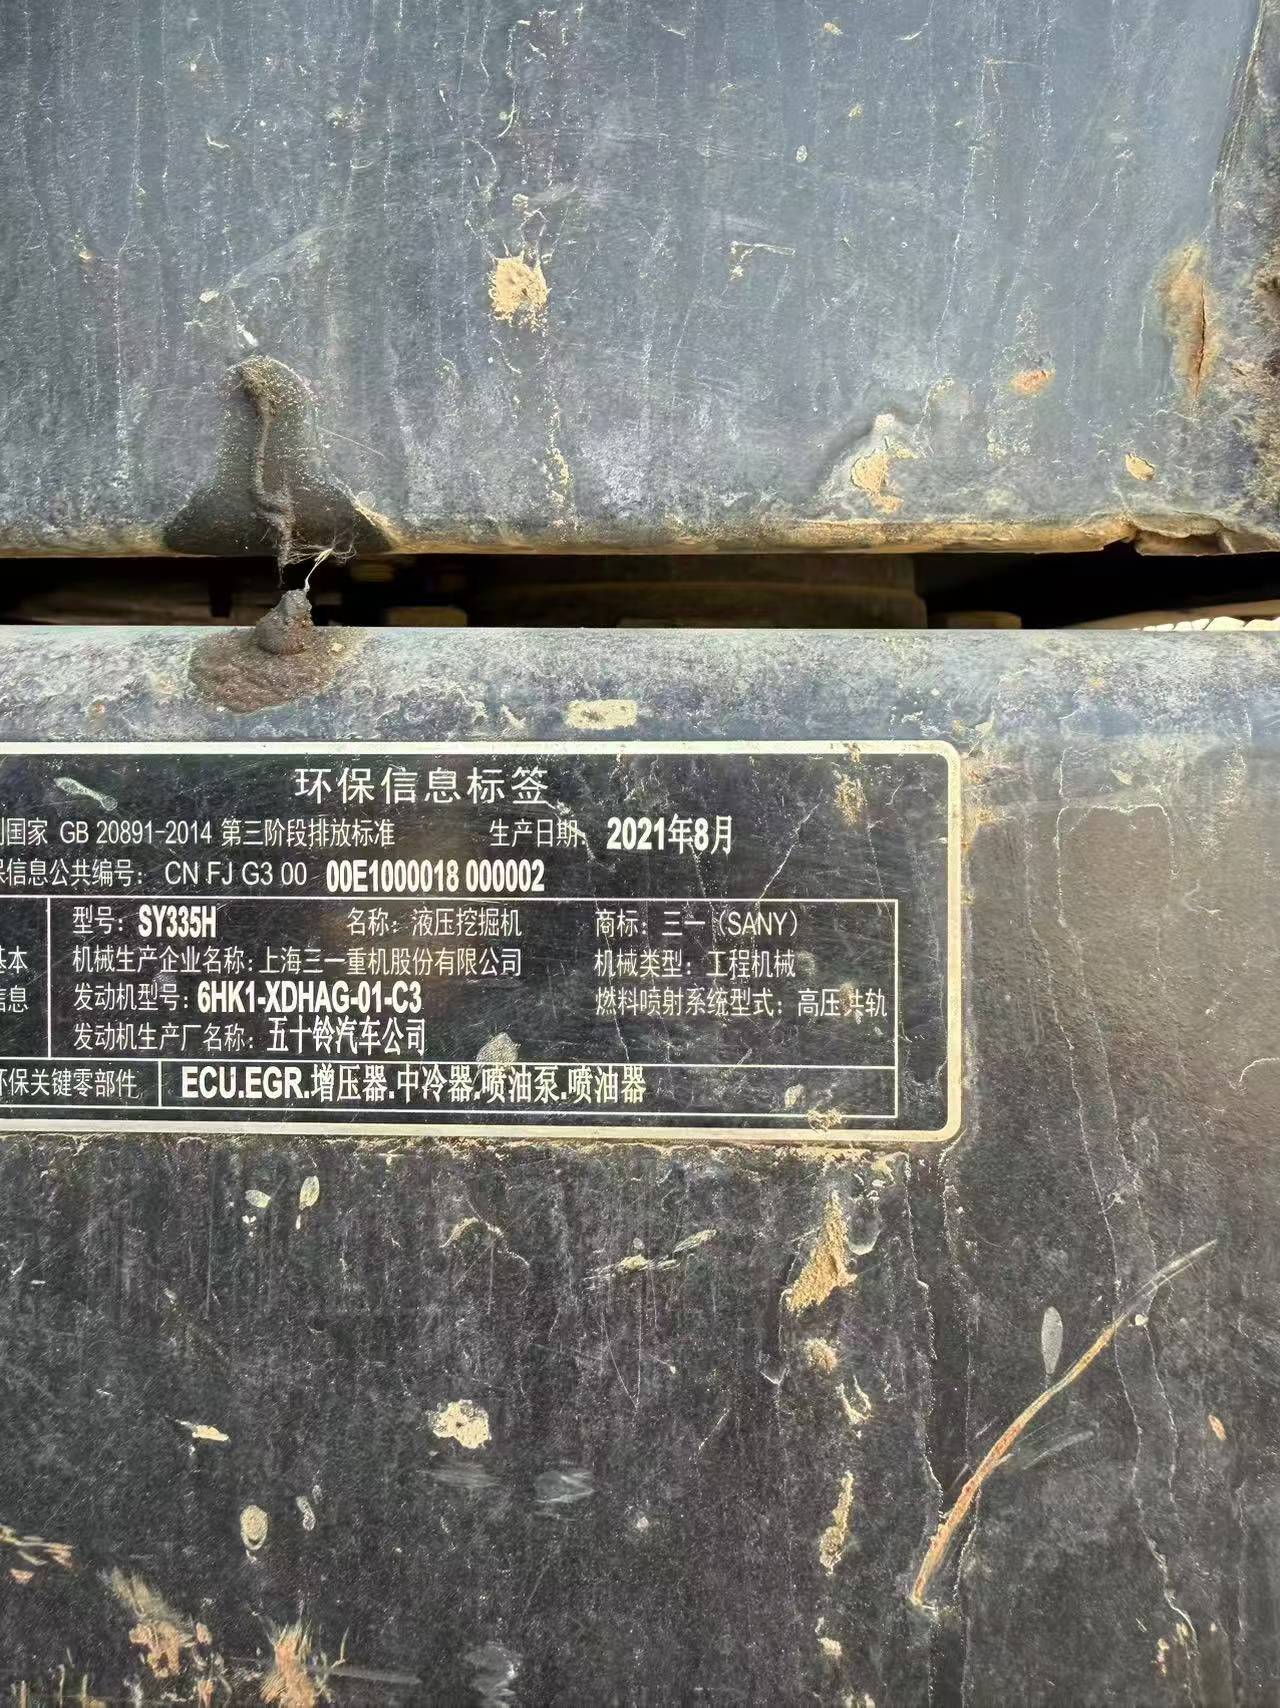 环保信息标签
国家 GB 20891-2014 第三阶段排放标准 生产日期: 2021年8月
保信息公共编号: CN FJ G3 00 00E1000018 000002
型号: SY335H 名称: 液压挖掘机 商标: 三一 (SANY)
基本 机械生产企业名称: 上海三一重机股份有限公司 机械类型: 工程机械
信息 发动机型号: 6HK1-XDHAG-01-C3 燃料喷射系统型式: 高压共轨
发动机生产厂名称: 五十铃汽车公司
环保关键零部件 ECU.EGR.增压器.中冷器.喷油泵.喷油器